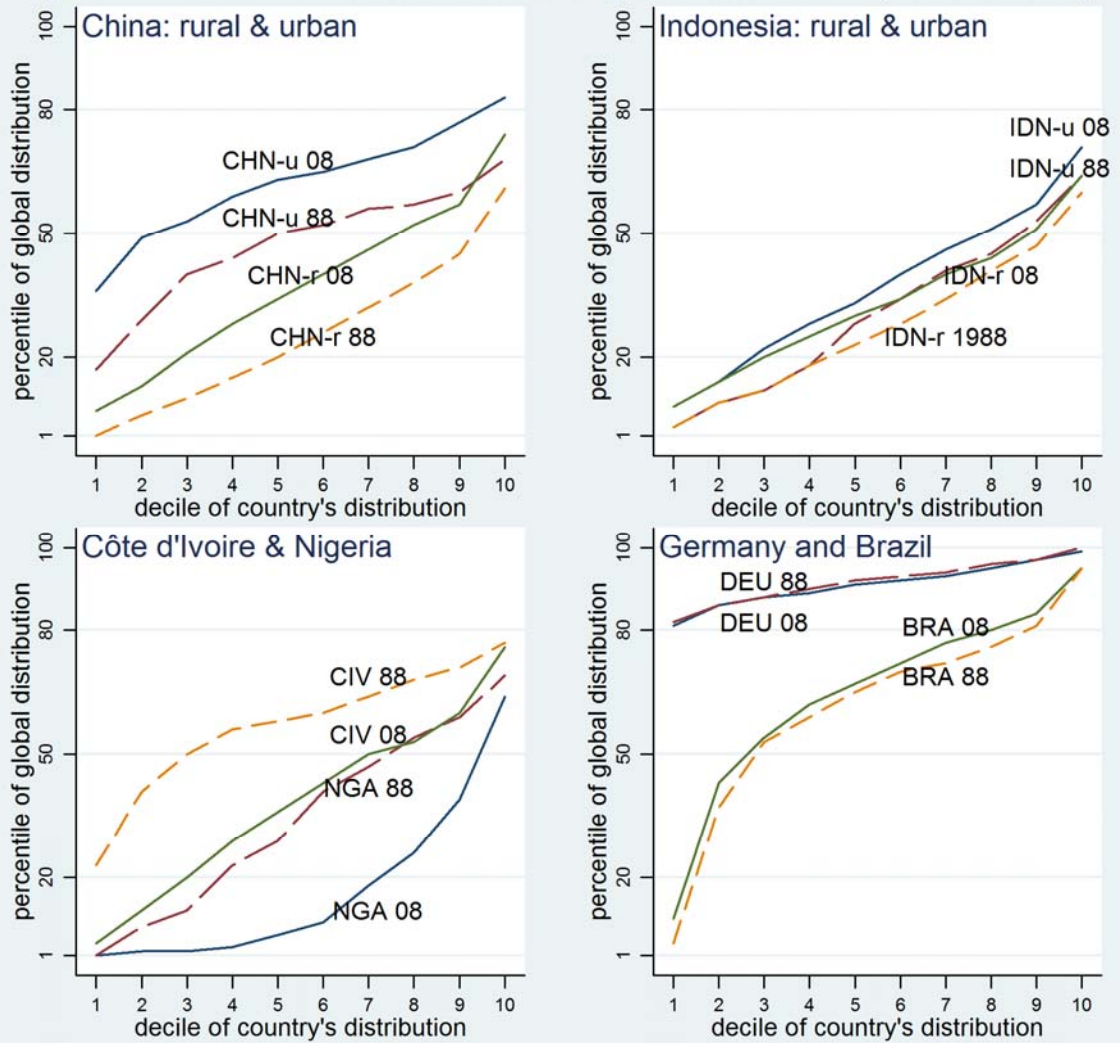 China: rural & urban
percentile of global distribution
100
80
50
20
1
CHN-u 08
CHN-u 88
CHN-r 08
CHN-r 88
1 2 3 4 5 6 7 8 9 10
decile of country's distribution
Indonesia: rural & urban
percentile of global distribution
100
80
50
20
1
IDN-u 08
IDN-u 88
IDN-r 08
IDN-r 1988
1 2 3 4 5 6 7 8 9 10
decile of country's distribution
Côte d'Ivoire & Nigeria
percentile of global distribution
100
80
50
20
1
CIV 88
CIV 08
NGA 88
NGA 08
1 2 3 4 5 6 7 8 9 10
decile of country's distribution
Germany and Brazil
percentile of global distribution
100
80
50
20
1
DEU 88
DEU 08
BRA 08
BRA 88
1 2 3 4 5 6 7 8 9 10
decile of country's distribution